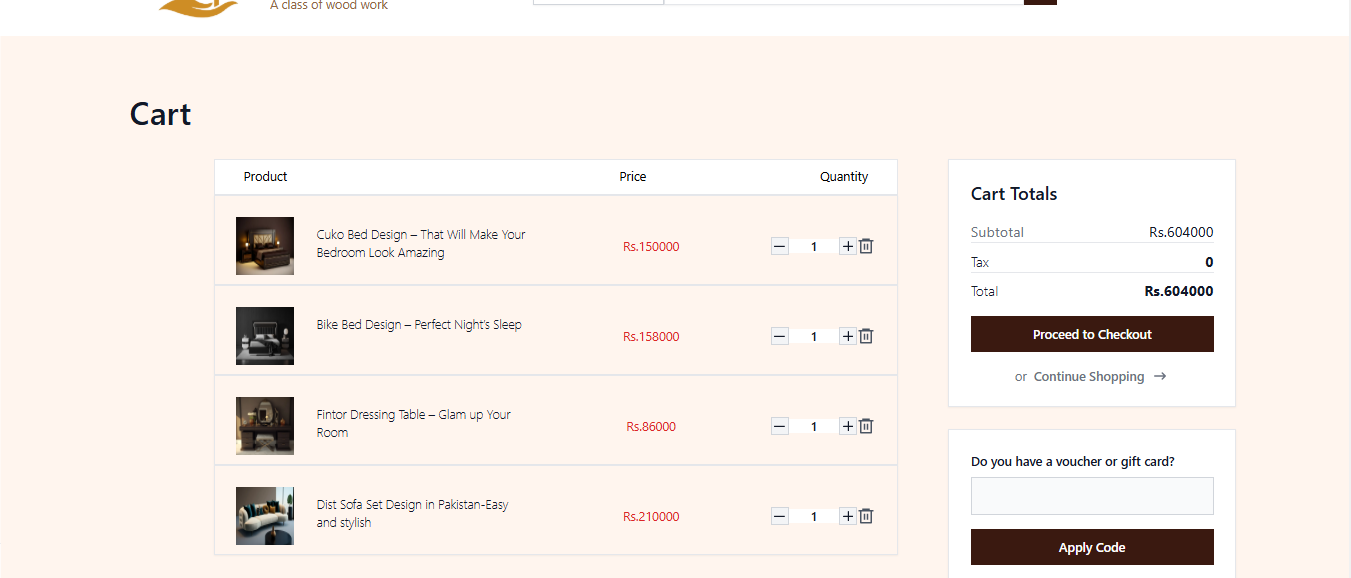 A class of wood work
Cart
Product Price Quantity
Cuko Bed Design – That Will Make Your
Bedroom Look Amazing
Rs.150000
1
Bike Bed Design – Perfect Night's Sleep
Rs.158000
1
Fintor Dressing Table – Glam up Your
Room
Rs.86000
1
Dist Sofa Set Design in Pakistan-Easy
and stylish
Rs.210000
1
Cart Totals
Subtotal Rs.604000
Tax 0
Total Rs.604000
Proceed to Checkout
or Continue Shopping →
Do you have a voucher or gift card?
Apply Code